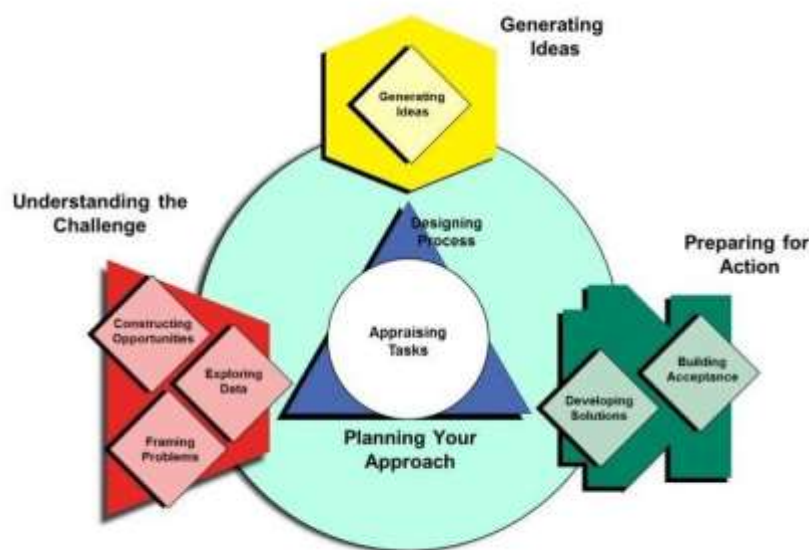 Generating
Ideas
Generating
Ideas
Understanding the
Challenge
Constructing
Opportunities
Exploring
Data
Framing
Problems
Designing
Process
Appraising
Tasks
Planning Your
Approach
Preparing for
Action
Building
Acceptance
Developing
Solutions